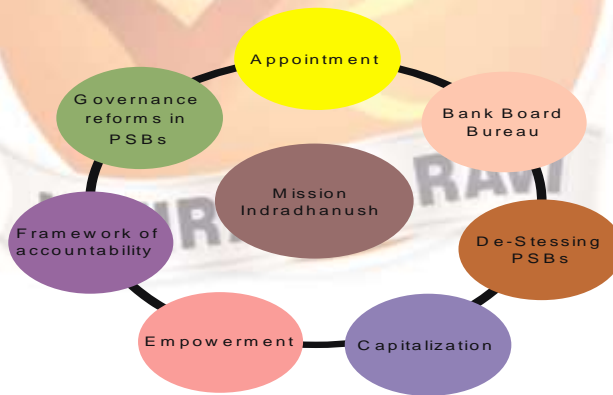 Appointment
Governance
reforms in
PSBs
Bank Board
Bureau
Mission
Indradhanush
Framework of
accountability
De-Stessing
PSBs
Empowerment
Capitalization